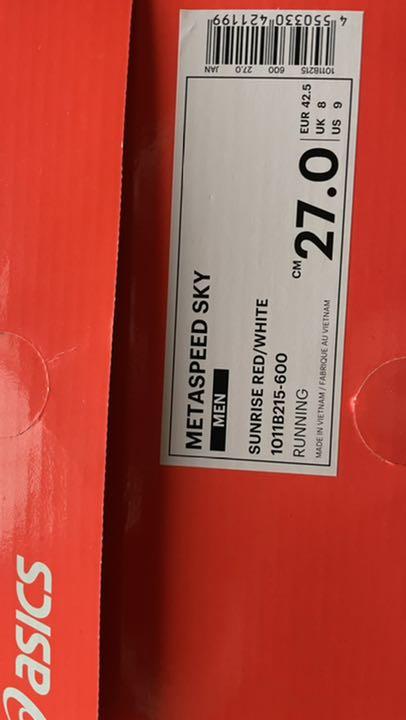 METASPEED SKY
MEN
SUNRISE RED/WHITE
1011B215-600
RUNNING
MADE IN VIETNAM / FABRIQUE AU VIETNAM
CM 27.0
EUR 42.5
UK 8
US 9
1011B215 600 27.0 JAN
4 550330 421199
asics